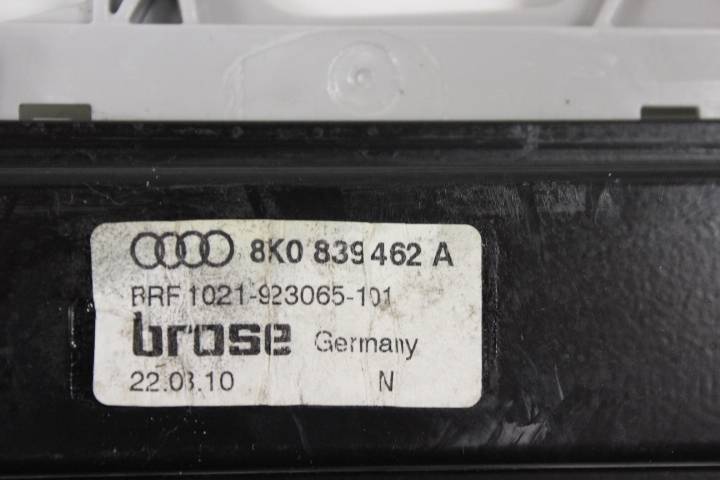 8K0 839 462 A
BRF 1021-923065-101
brose Germany
22.03.10 N